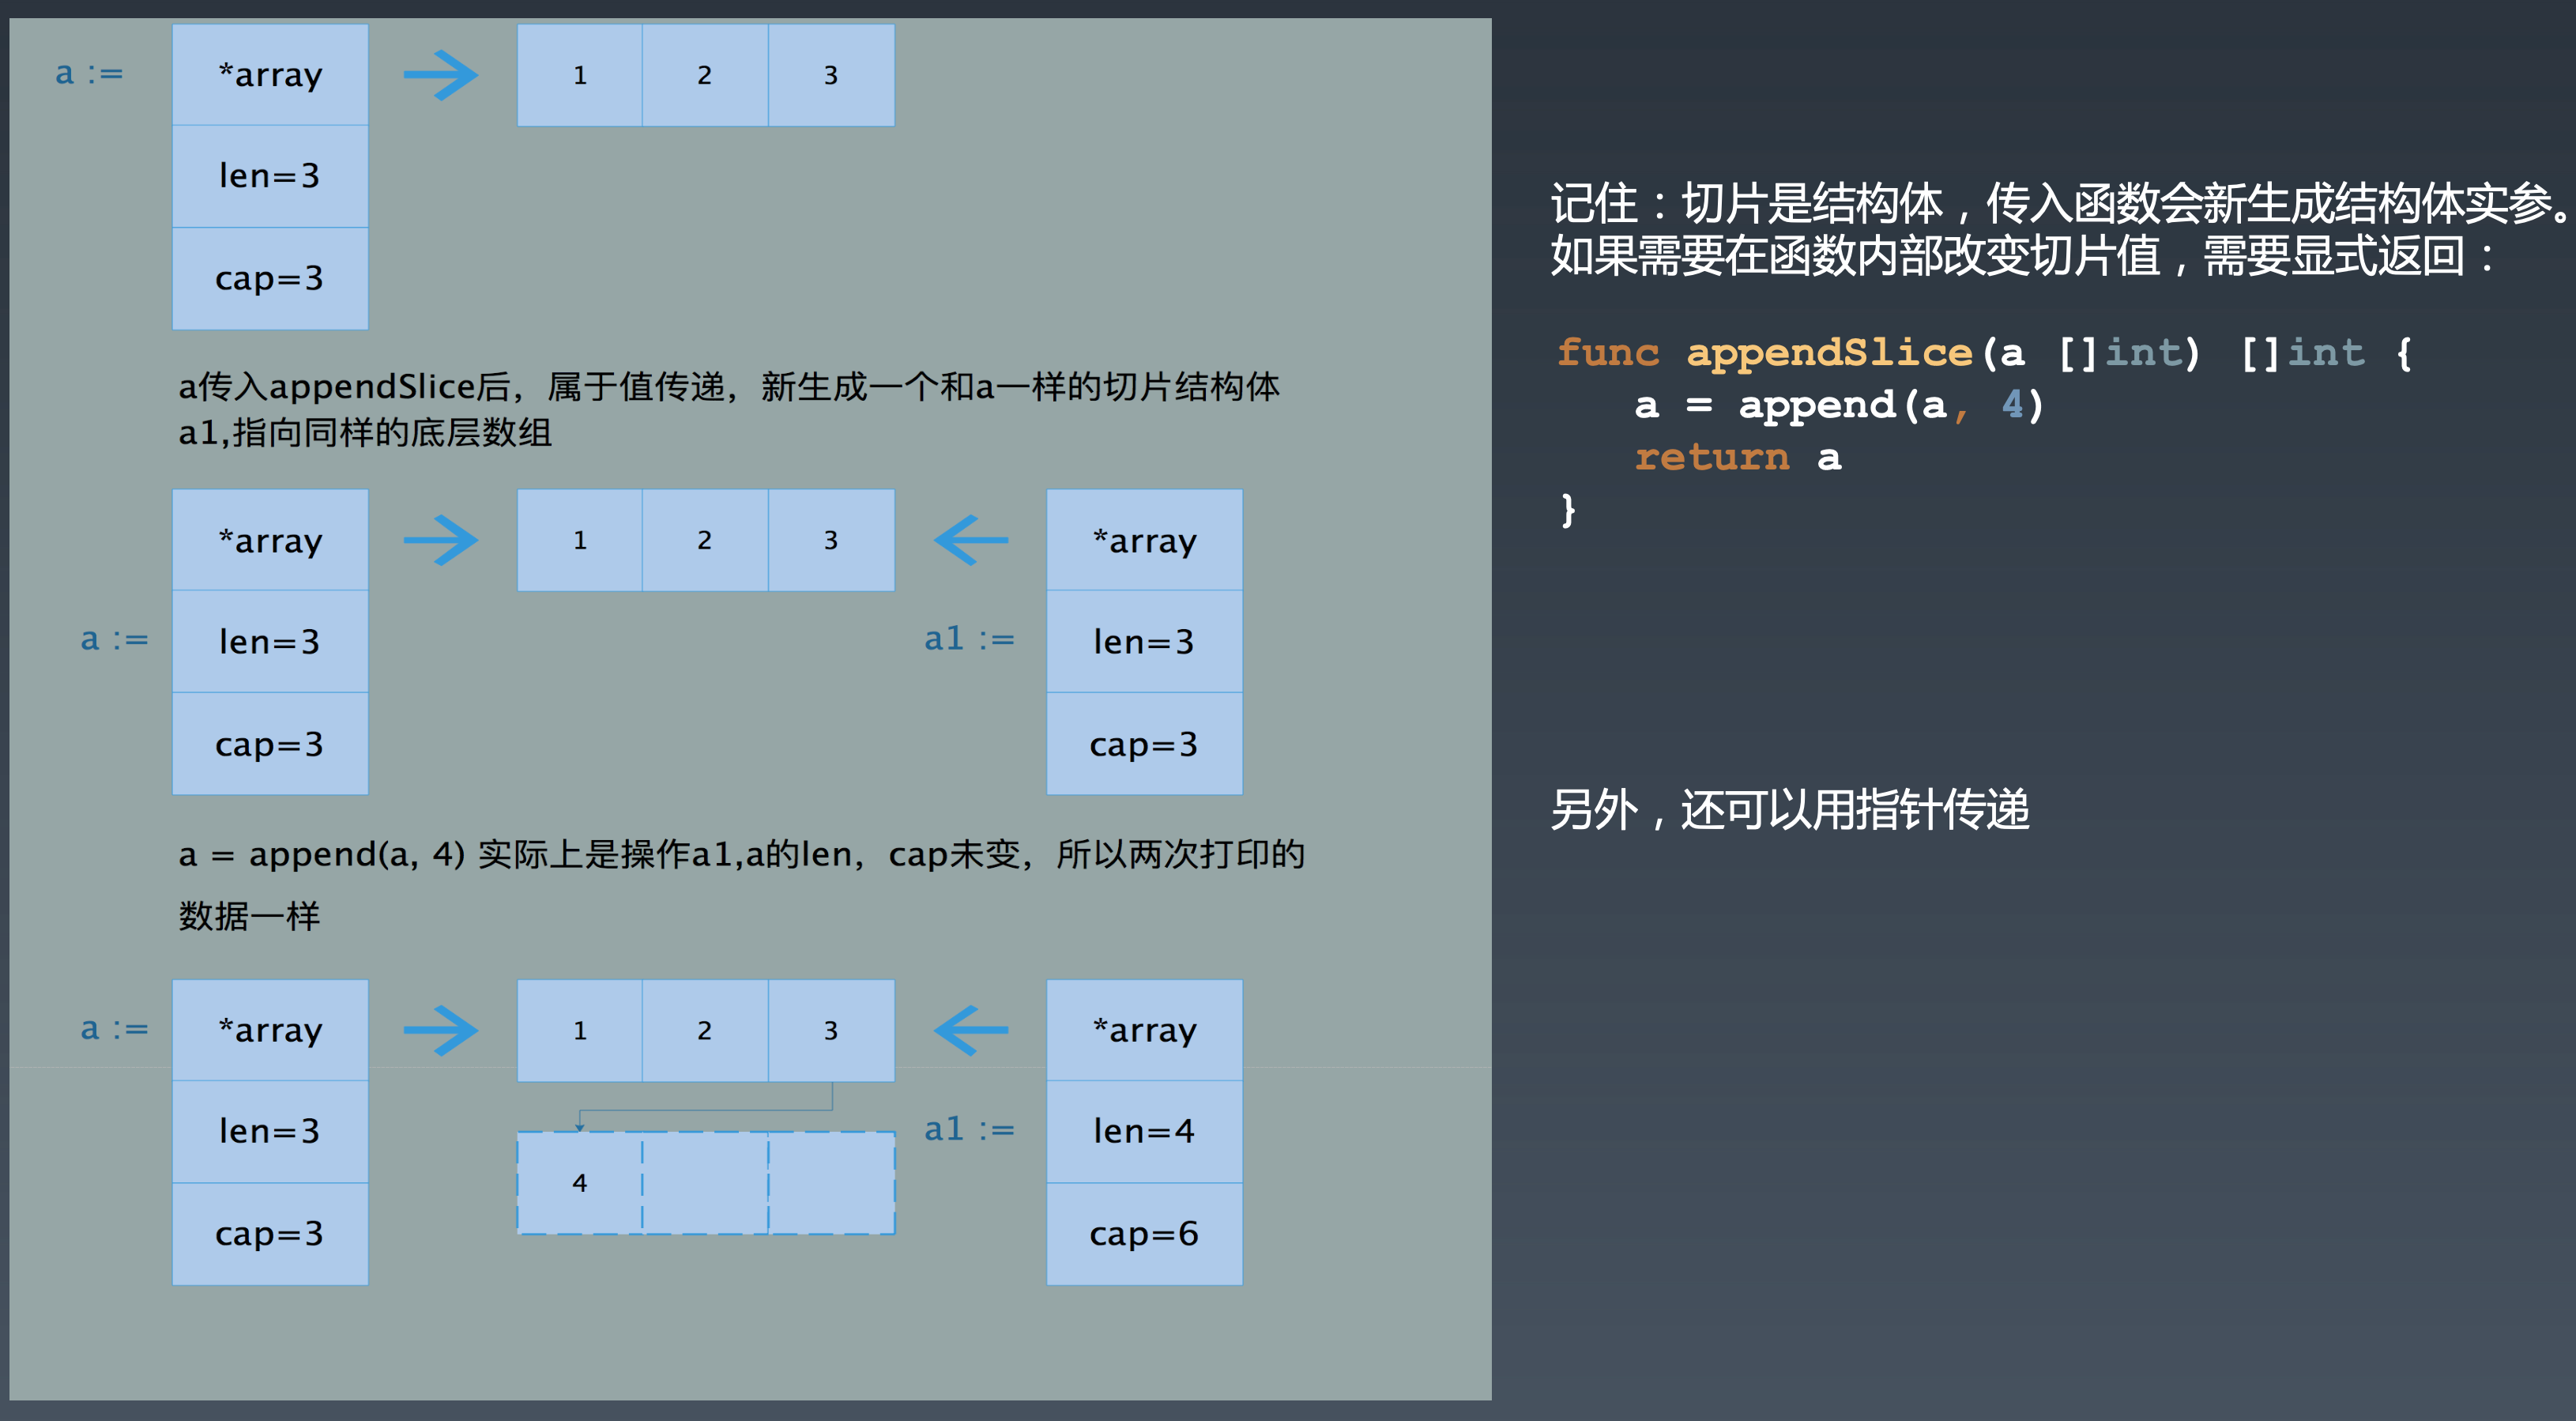 a := *array 1 2 3
len=3
cap=3
a传入appendSlice后，属于值传递，新生成一个和a一样的切片结构体
a1,指向同样的底层数组
*array 1 2 3 *array
a := len=3 a1 := len=3
cap=3 cap=3
a = append(a, 4) 实际上是操作a1,a的len，cap未变，所以两次打印的
数据一样
a := *array 1 2 3 *array
len=3 a1 := len=4
4
cap=3 cap=6
记住：切片是结构体，传入函数会新生成结构体实参。
如果需要在函数内部改变切片值，需要显式返回：
func appendSlice(a []int) []int {
a = append(a, 4)
return a
}
另外，还可以用指针传递